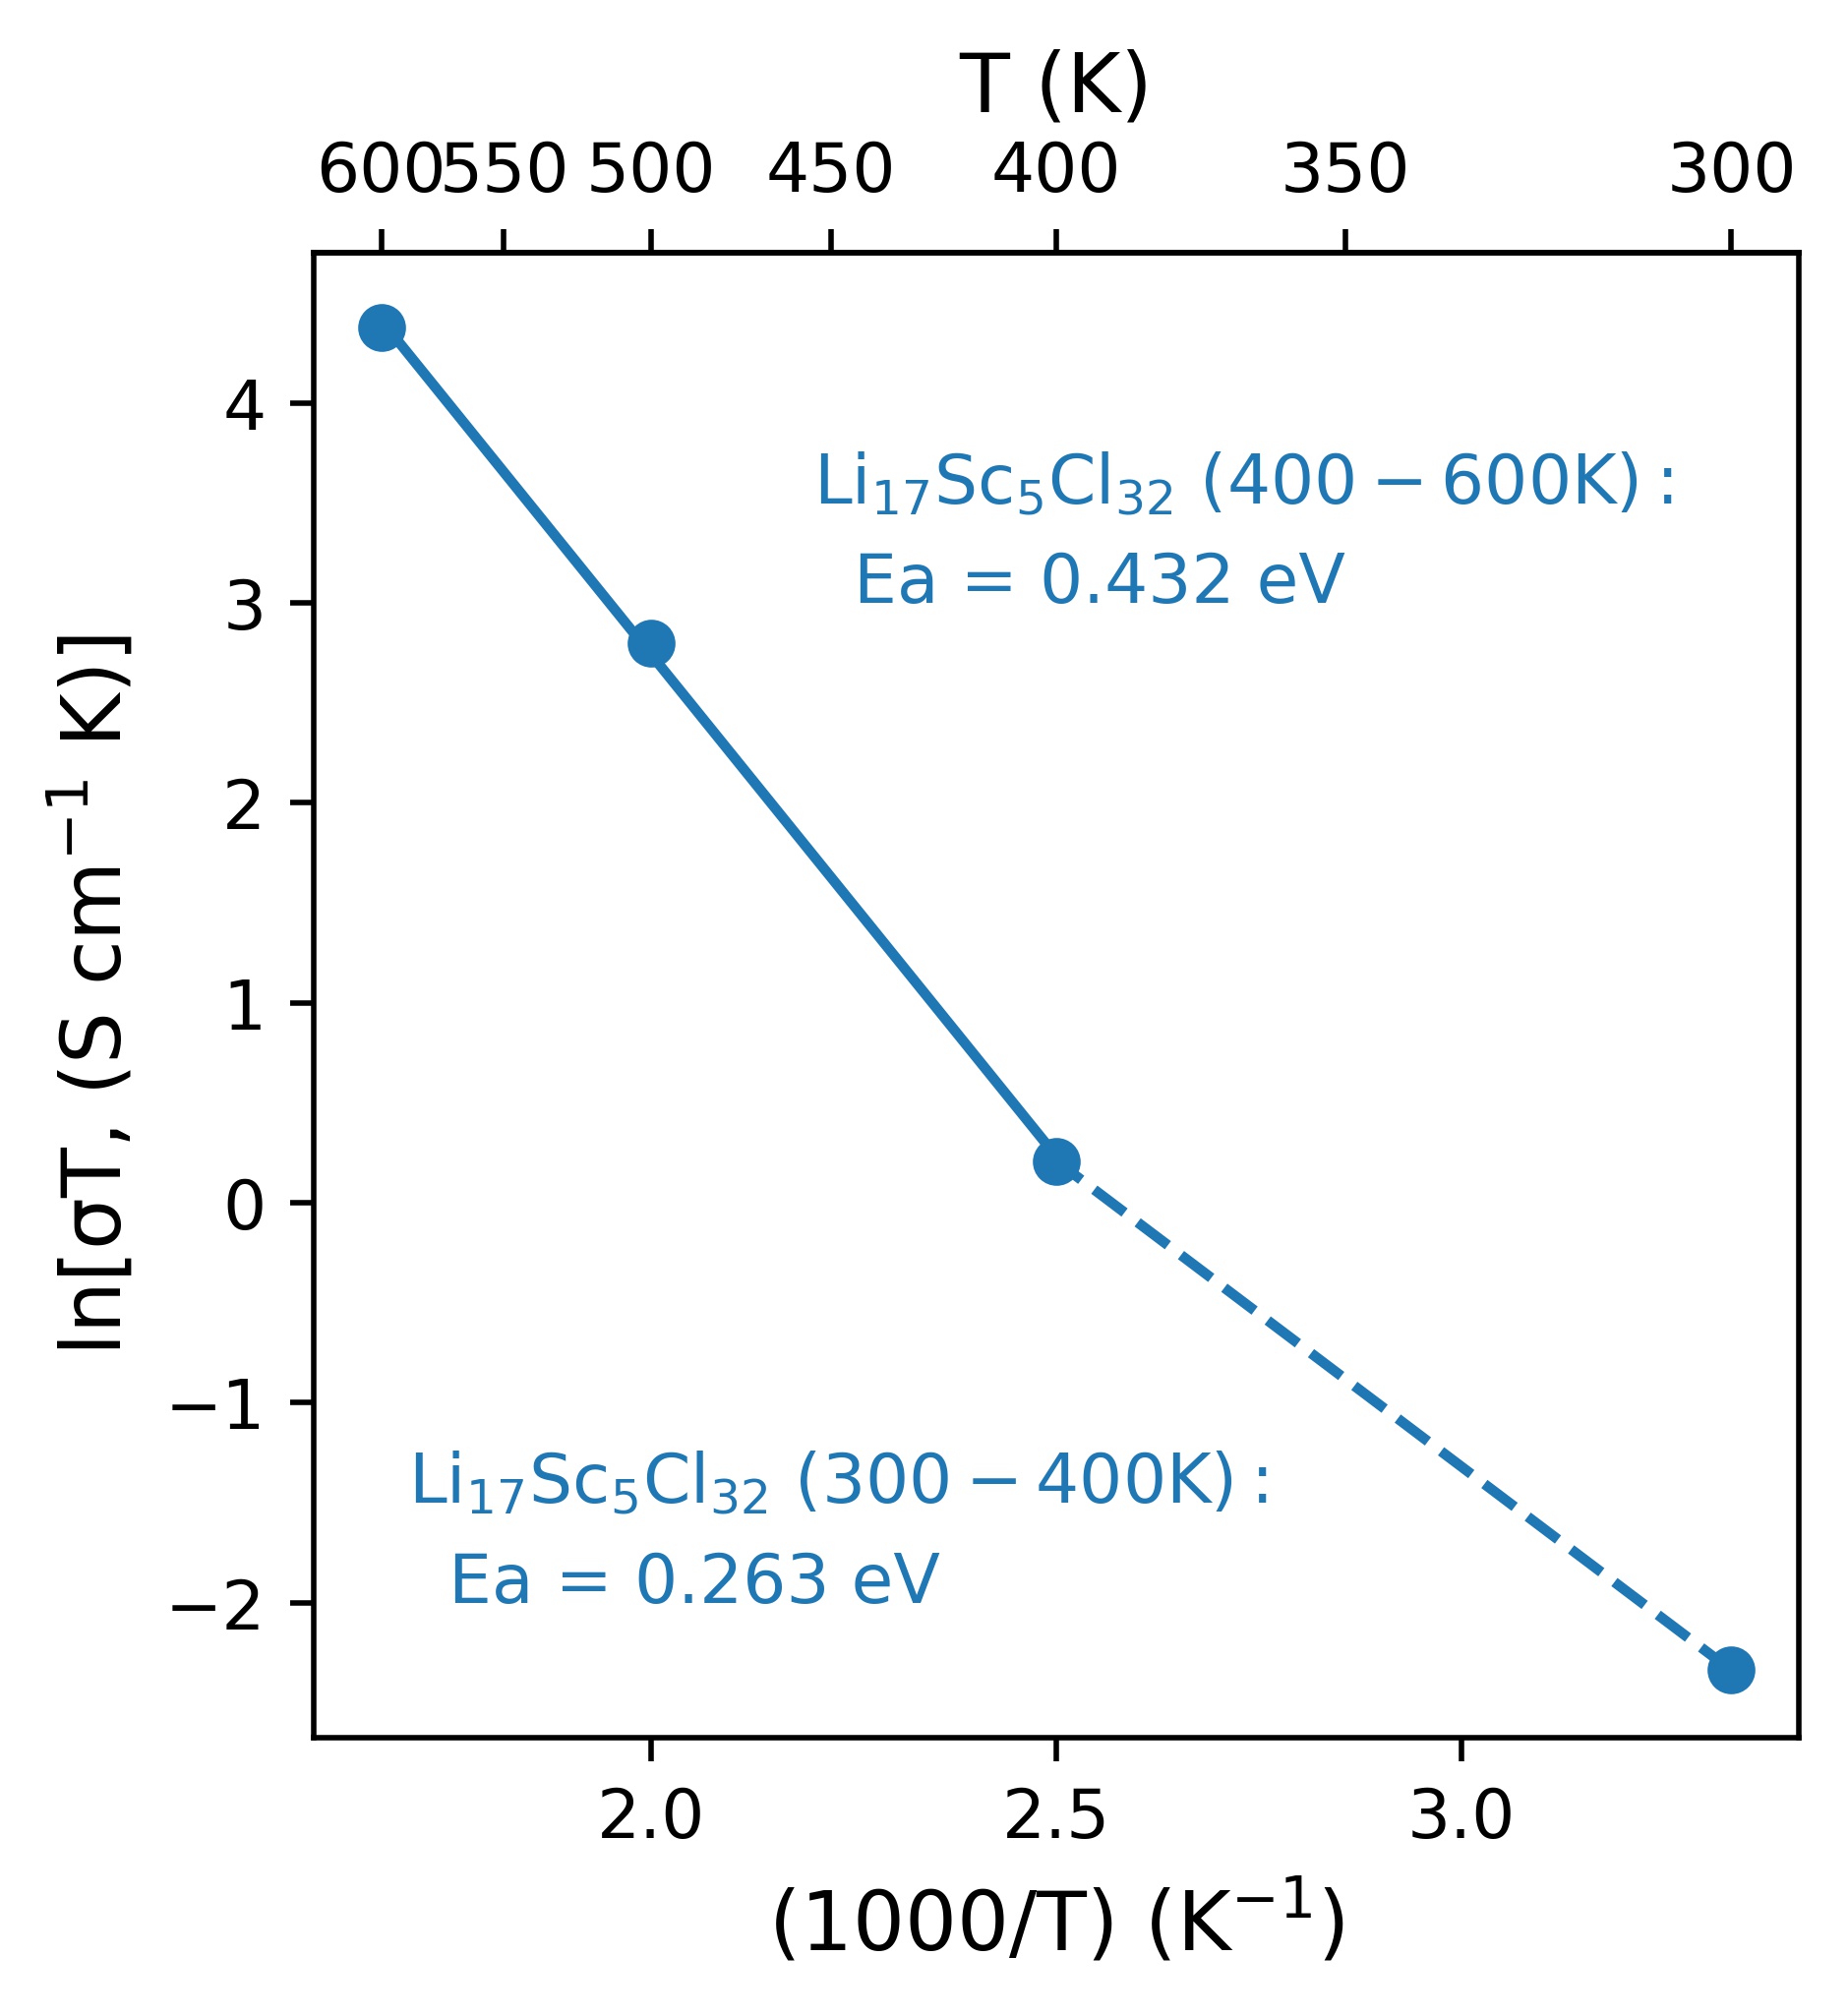 T (K)
600 550 500 450 400 350 300
4
3
2
1
0
−1
−2
ln[σT, (S cm⁻¹ K)]
Li₁₇Sc₅Cl₃₂ (400 − 600K) :
Ea = 0.432 eV
Li₁₇Sc₅Cl₃₂ (300 − 400K) :
Ea = 0.263 eV
2.0 2.5 3.0
(1000/T) (K⁻¹)